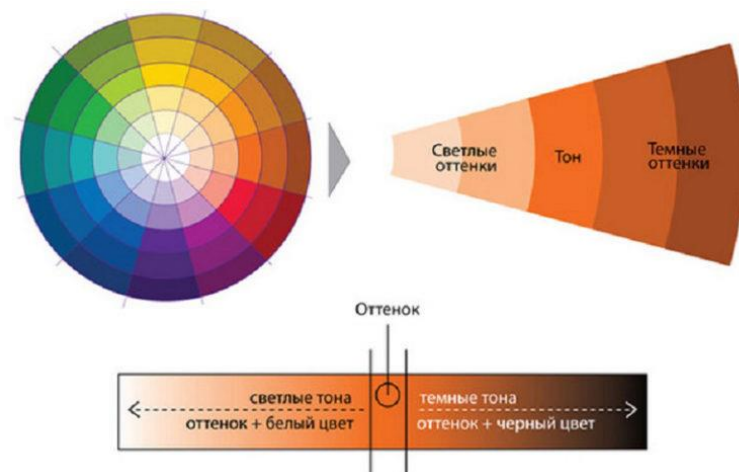 Светлые
оттенки
Тон
Темные
оттенки
Оттенок
светлые тона
оттенок + белый цвет
темные тона
оттенок + черный цвет